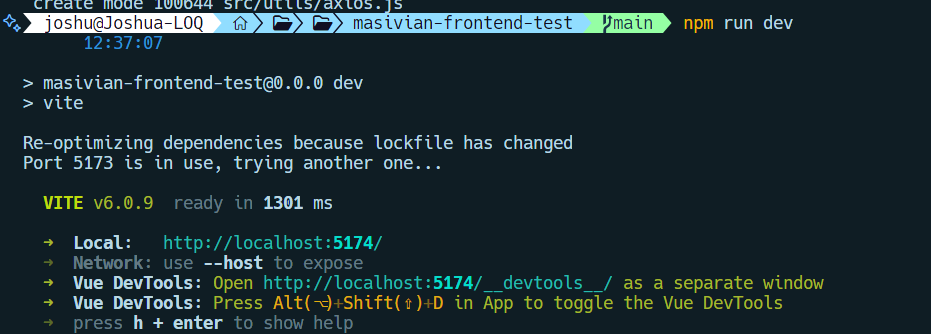 create mode 100644 src/utils/axios.js
joshu@Joshua-LOQ masivian-frontend-test main npm run dev
12:37:07
> masivian-frontend-test@0.0.0 dev
> vite
Re-optimizing dependencies because lockfile has changed
Port 5173 is in use, trying another one...
VITE v6.0.9 ready in 1301 ms
➜ Local: http://localhost:5174/
➜ Network: use --host to expose
➜ Vue DevTools: Open http://localhost:5174/__devtools__/ as a separate window
➜ Vue DevTools: Press Alt(⌥)+Shift(⇧)+D in App to toggle the Vue DevTools
➜ press h + enter to show help